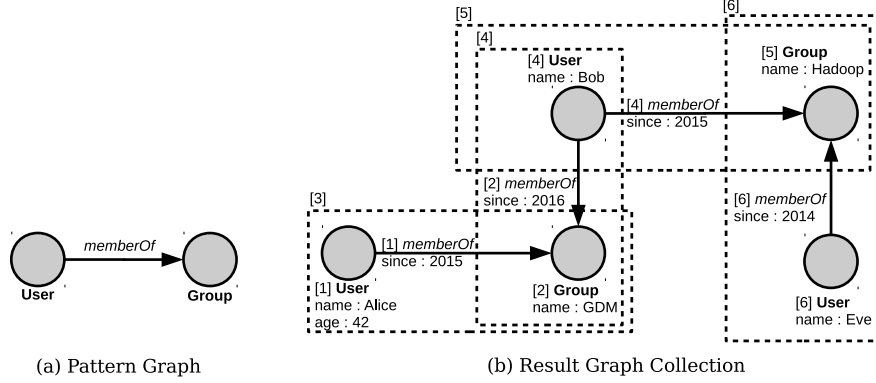 memberOf
User
Group
(a) Pattern Graph
[6]
[5]
[4]
[4] User
name : Bob
[5] Group
name : Hadoop
[4] memberOf
since : 2015
[2] memberOf
since : 2016
[6] memberOf
since : 2014
[3]
[1] memberOf
since : 2015
[1] User
name : Alice
age : 42
[2] Group
name : GDM
[6] User
name : Eve
(b) Result Graph Collection